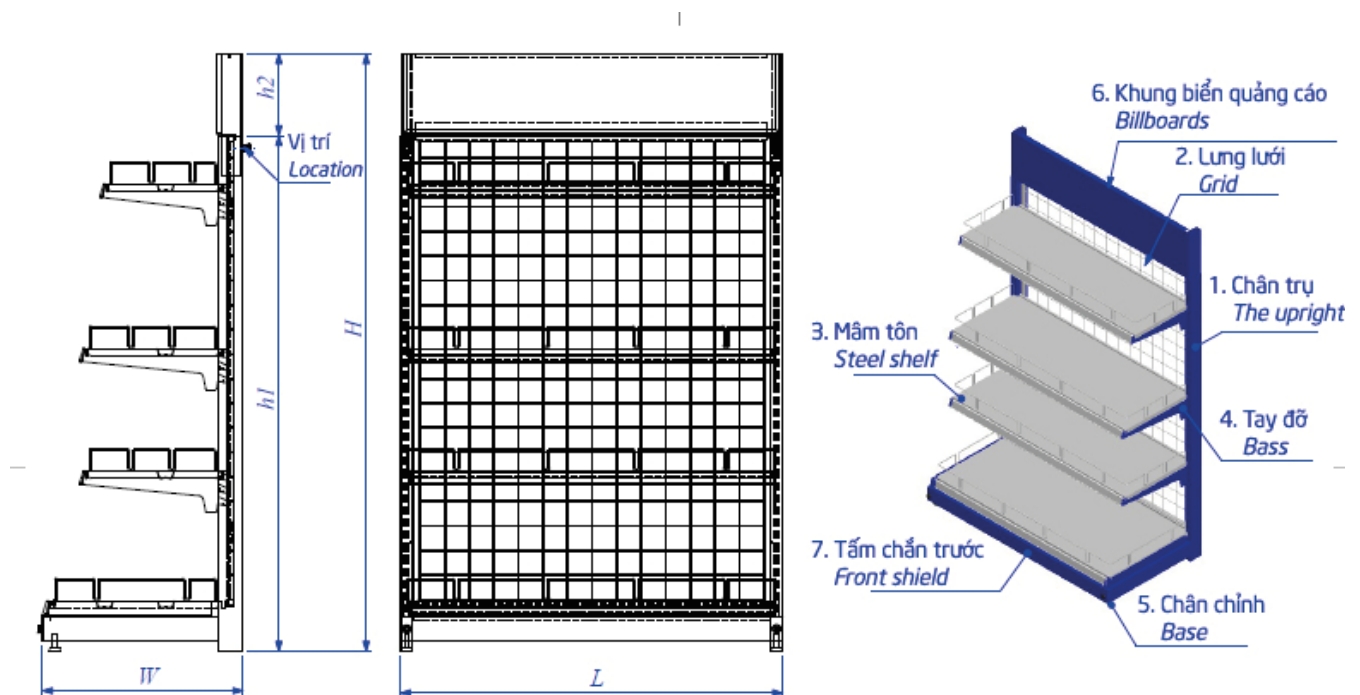 h2
Vị trí
Location
H
h1
W
L
6. Khung biển quảng cáo
Billboards
2. Lưng lưới
Grid
1. Chân trụ
The upright
3. Mâm tôn
Steel shelf
4. Tay đỡ
Bass
7. Tấm chắn trước
Front shield
5. Chân chỉnh
Base